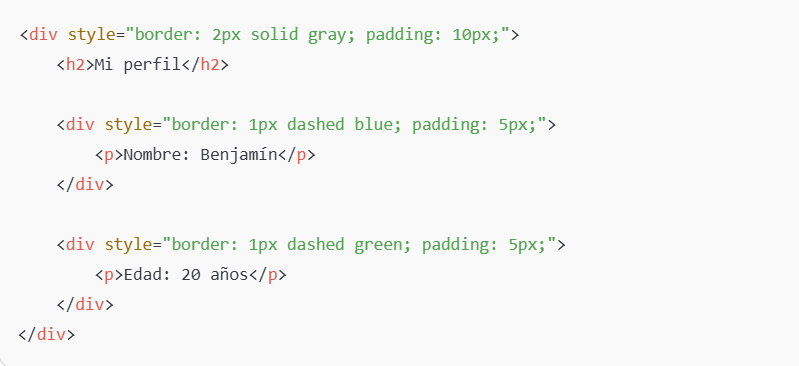 <div style="border: 2px solid gray; padding: 10px;">
    <h2>Mi perfil</h2>

    <div style="border: 1px dashed blue; padding: 5px;">
        <p>Nombre: Benjamín</p>
    </div>

    <div style="border: 1px dashed green; padding: 5px;">
        <p>Edad: 20 años</p>
    </div>
</div>